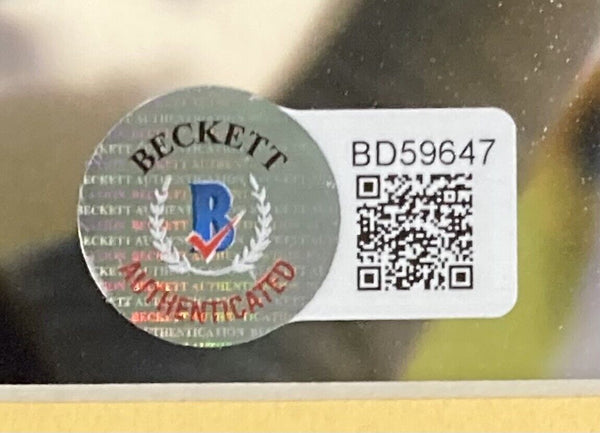 BECKETT
B
AUTHENTICATED
BD59647